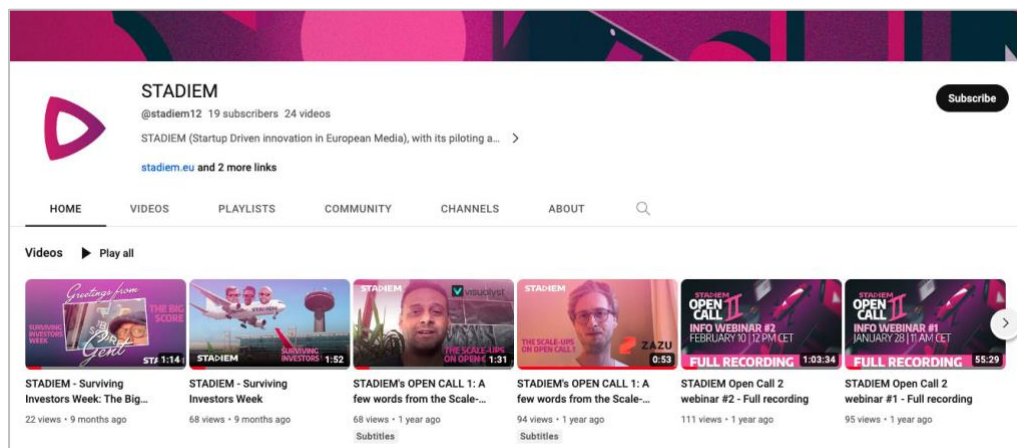 STADIEM
@stadiem12 19 subscribers 24 videos
STADIEM (Startup Driven innovation in European Media), with its piloting a...
stadiem.eu and 2 more links
Subscribe
HOME VIDEOS PLAYLISTS COMMUNITY CHANNELS ABOUT
Videos Play all
Greetings from
THE BIG
SCORE
SURVIVING
INVESTORS
WEEK
Gent
1:14
STADIEM
SURVIVING
INVESTORS
1:52
STADIEM
visualyst
THE SCALE-UPS
ON OPEN C
1:31
STADIEM
THE SCALE-UPS
ON OPEN CALL 1
ZAZU
0:53
STADIEM
OPEN
CALL II
INFO WEBINAR #2
FEBRUARY 10 | 12 PM CET
FULL RECORDING
1:03:34
STADIEM
OPEN
CALL II
INFO WEBINAR #1
JANUARY 28 | 11 AM CET
FULL RECORDING
55:29
STADIEM - Surviving
Investors Week: The Big...
22 views • 9 months ago
STADIEM - Surviving
Investors Week
68 views • 9 months ago
STADIEM's OPEN CALL 1: A
few words from the Scale-...
68 views • 1 year ago
Subtitles
STADIEM's OPEN CALL 1: A
few words from the Scale-...
94 views • 1 year ago
Subtitles
STADIEM Open Call 2
webinar #2 - Full recording
111 views • 1 year ago
STADIEM Open Call 2
webinar #1 - Full recording
95 views • 1 year ago